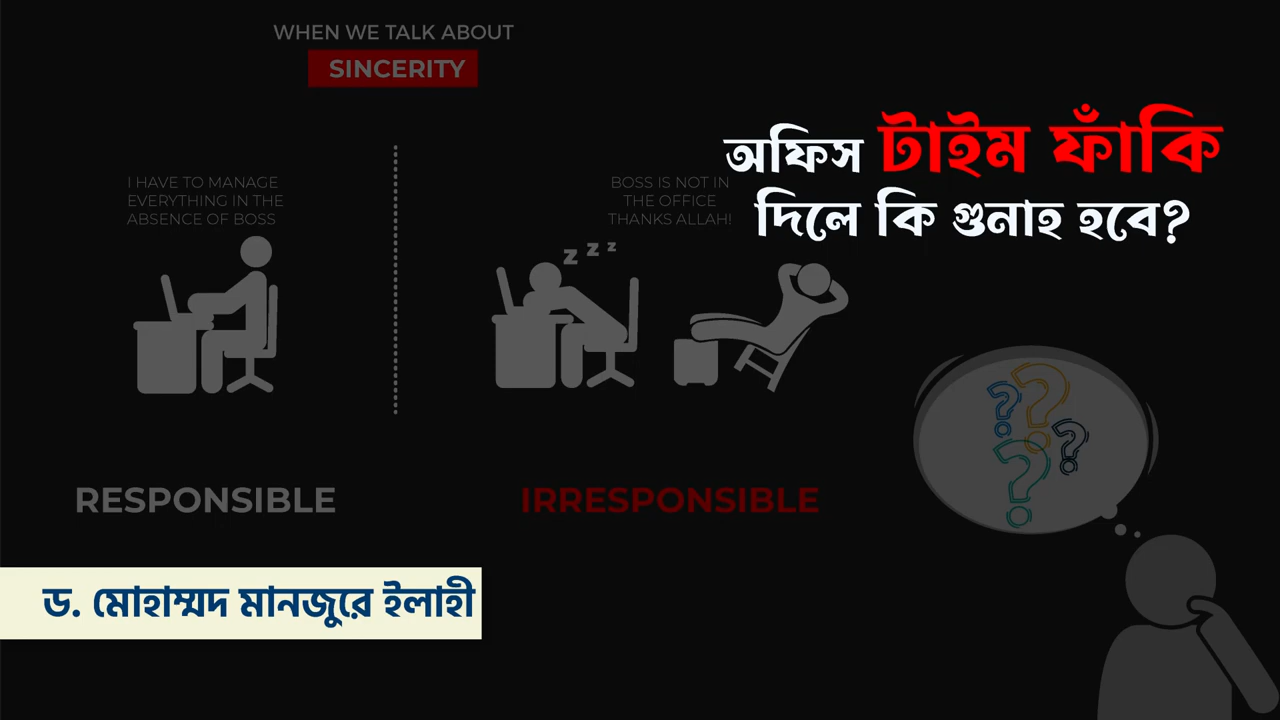 WHEN WE TALK ABOUT
SINCERITY
অফিস টাইম ফাঁকি
দিলে কি গুনাহ হবে?
I HAVE TO MANAGE
EVERYTHING IN THE
ABSENCE OF BOSS
BOSS IS NOT IN
THE OFFICE
THANKS ALLAH!
z z z
RESPONSIBLE
IRRESPONSIBLE
? ? ? ?
ড. মোহাম্মদ মানজুরে ইলাহী